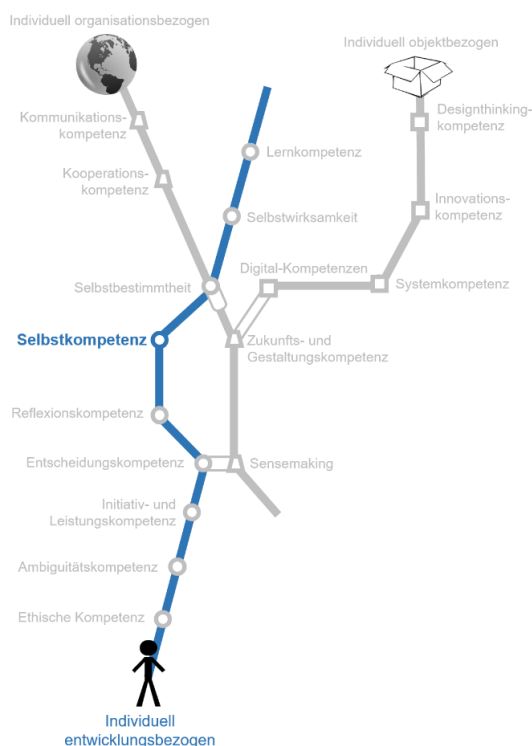 Individuell organisationsbezogen
Individuell objektbezogen
Kommunikations-
kompetenz
Designthinking-
kompetenz
Lernkompetenz
Kooperations-
kompetenz
Innovations-
kompetenz
Selbstwirksamkeit
Digital-Kompetenzen
Selbstbestimmtheit
Systemkompetenz
Selbstkompetenz
Zukunfts- und
Gestaltungskompetenz
Reflexionskompetenz
Entscheidungskompetenz
Sensemaking
Initiativ- und
Leistungskompetenz
Ambiguitätskompetenz
Ethische Kompetenz
Individuell
entwicklungsbezogen